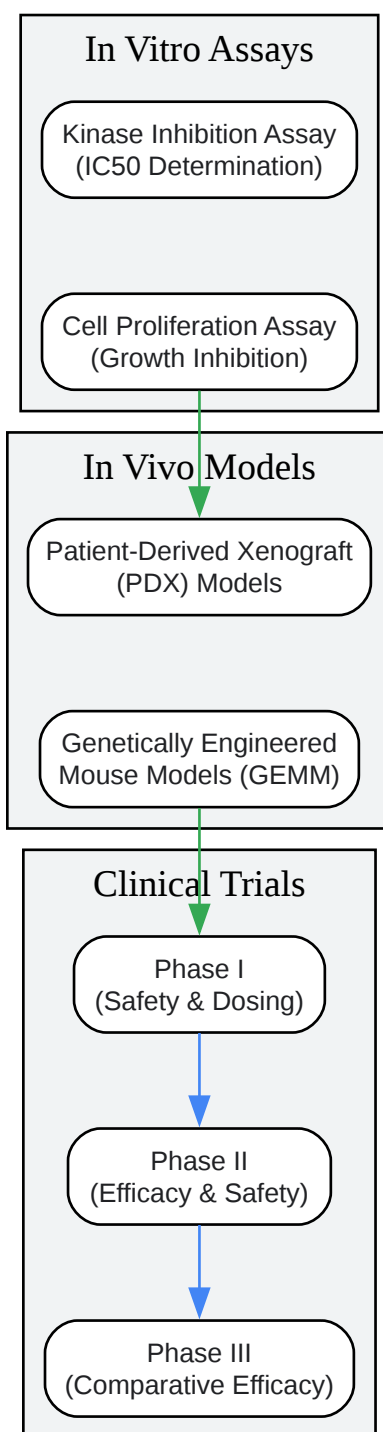 In Vitro Assays
Kinase Inhibition Assay
(IC50 Determination)
Cell Proliferation Assay
(Growth Inhibition)
In Vivo Models
Patient-Derived Xenograft
(PDX) Models
Genetically Engineered
Mouse Models (GEMM)
Clinical Trials
Phase I
(Safety & Dosing)
Phase II
(Efficacy & Safety)
Phase III
(Comparative Efficacy)